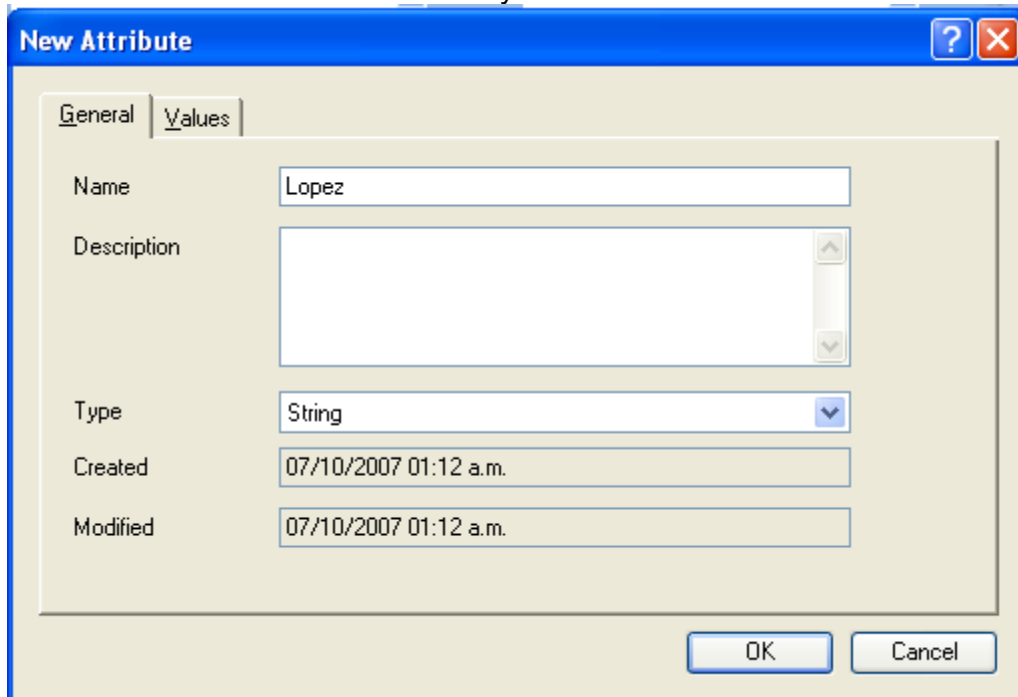 New Attribute
General Values
Name Lopez
Description
Type String
Created 07/10/2007 01:12 a.m.
Modified 07/10/2007 01:12 a.m.
OK Cancel